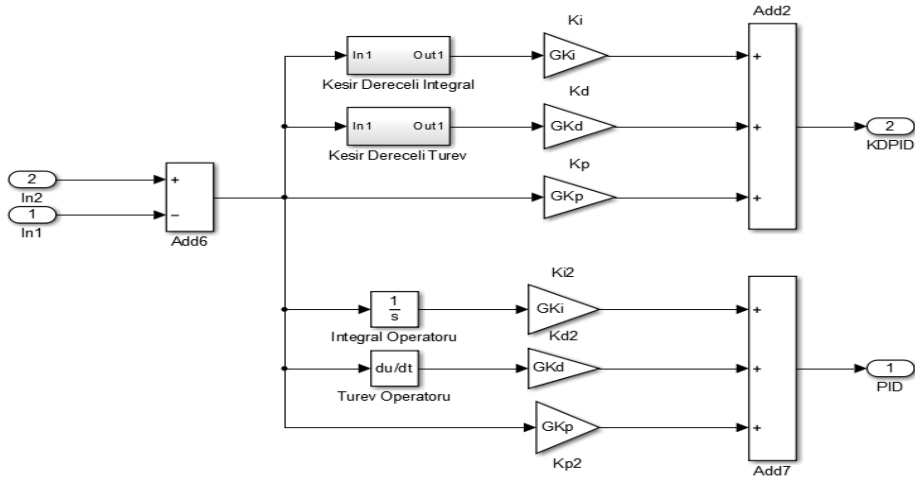 Ki
Add2
In1 Out1
GKi
+
Kesir Dereceli Integral
Kd
In1 Out1
GKd
+
2
KDPID
Kesir Dereceli Turev
Kp
2
+
In2
GKp
+
1
−
In1
Add6
Ki2
1
s
GKi
+
Integral Operatoru
Kd2
du/dt
GKd
+
1
PID
Turev Operatoru
GKp
+
Kp2
Add7